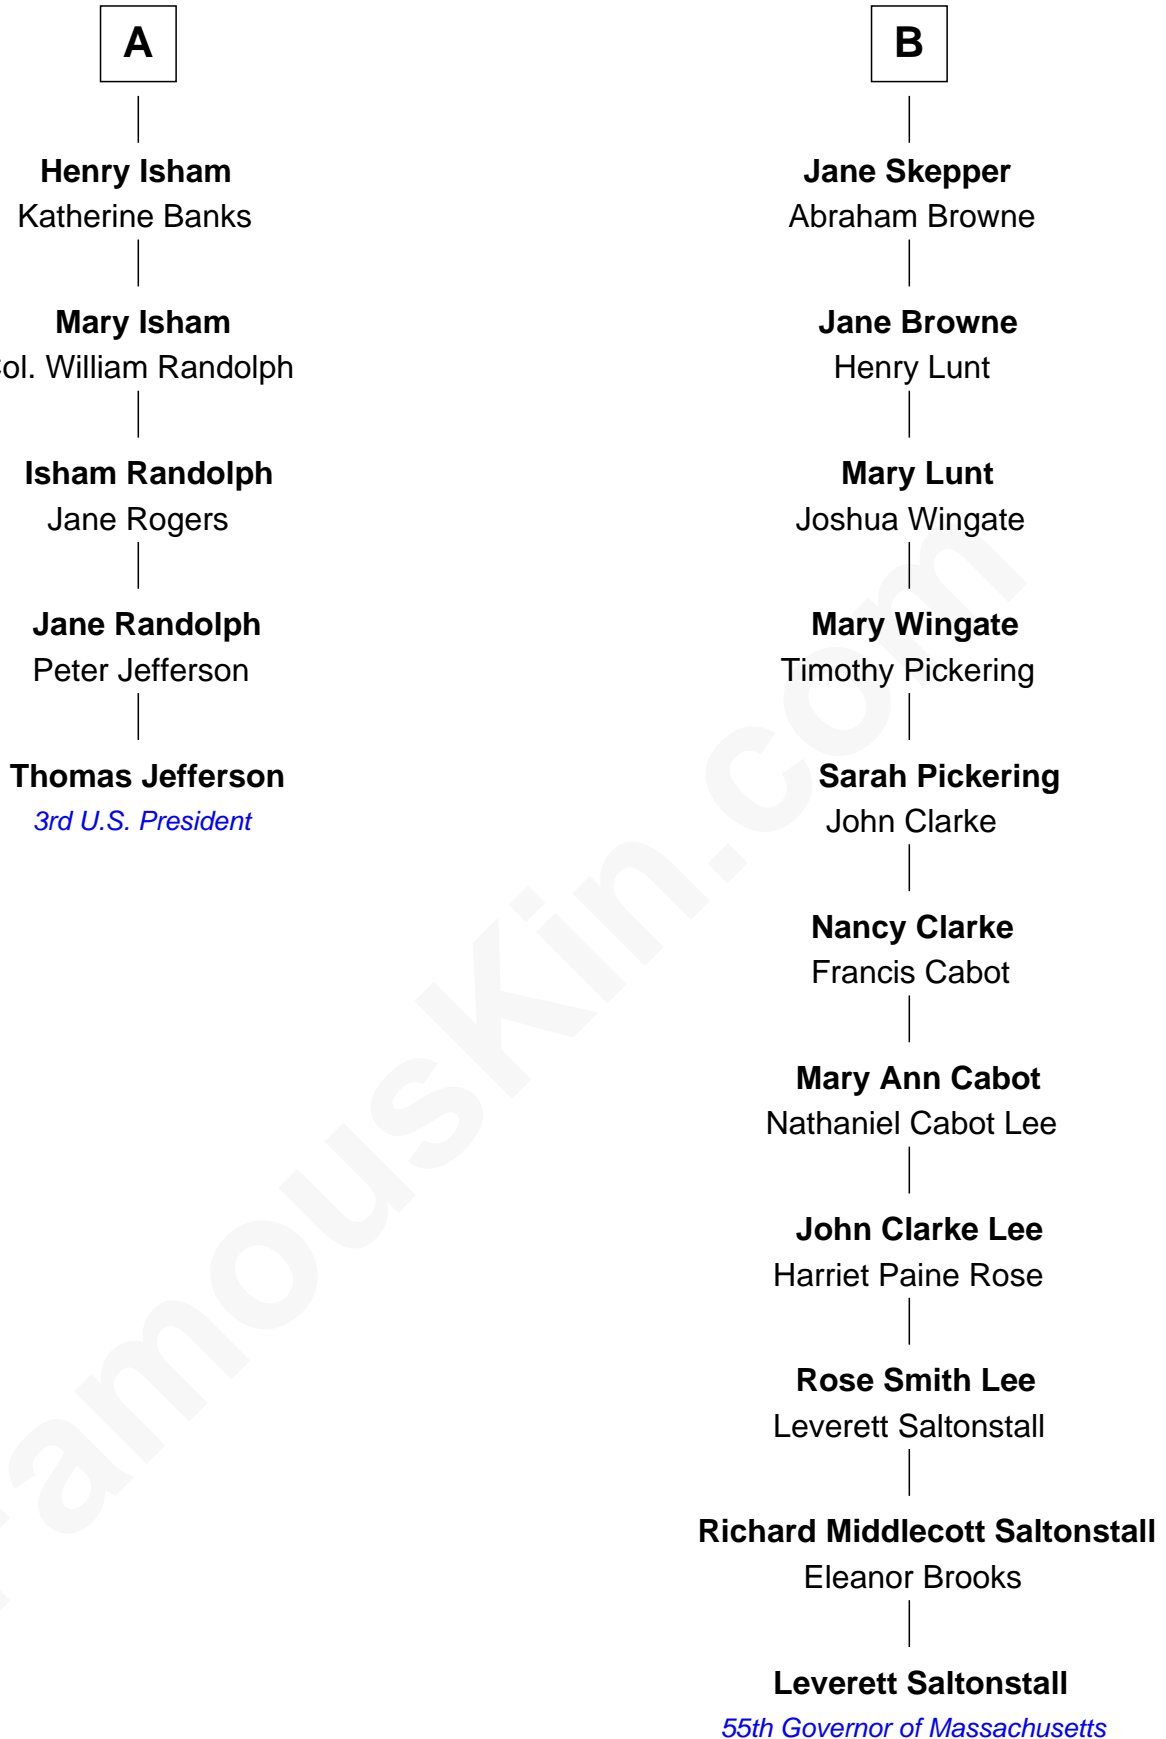 A
Henry Isham
Katherine Banks
Mary Isham
ol. William Randolph
Isham Randolph
Jane Rogers
Jane Randolph
Peter Jefferson
Thomas Jefferson
3rd U.S. President
B
Jane Skepper
Abraham Browne
Jane Browne
Henry Lunt
Mary Lunt
Joshua Wingate
Mary Wingate
Timothy Pickering
Sarah Pickering
John Clarke
Nancy Clarke
Francis Cabot
Mary Ann Cabot
Nathaniel Cabot Lee
John Clarke Lee
Harriet Paine Rose
Rose Smith Lee
Leverett Saltonstall
Richard Middlecott Saltonstall
Eleanor Brooks
Leverett Saltonstall
55th Governor of Massachusetts
FamousKin.com